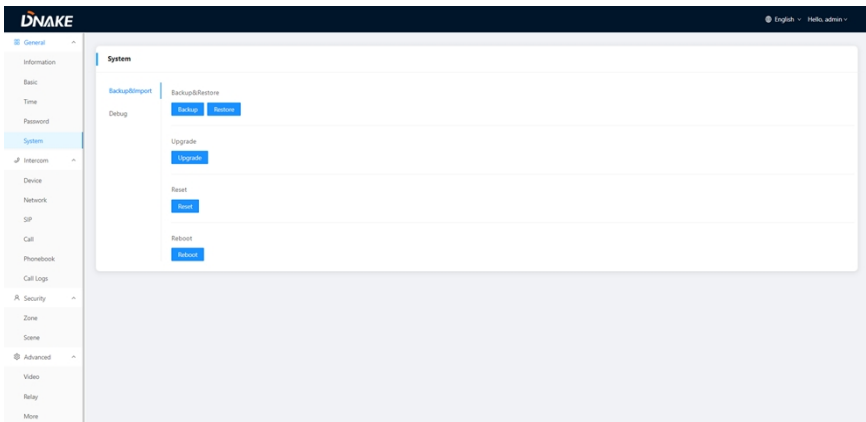 DNAKE
English
Hello, admin
General
Information
Basic
Time
Password
System
Intercom
Device
Network
SIP
Call
Phonebook
Call Logs
Security
Zone
Scene
Advanced
Video
Relay
More
System
Backup&Import
Debug
Backup&Restore
Backup Restore
Upgrade
Upgrade
Reset
Reset
Reboot
Reboot